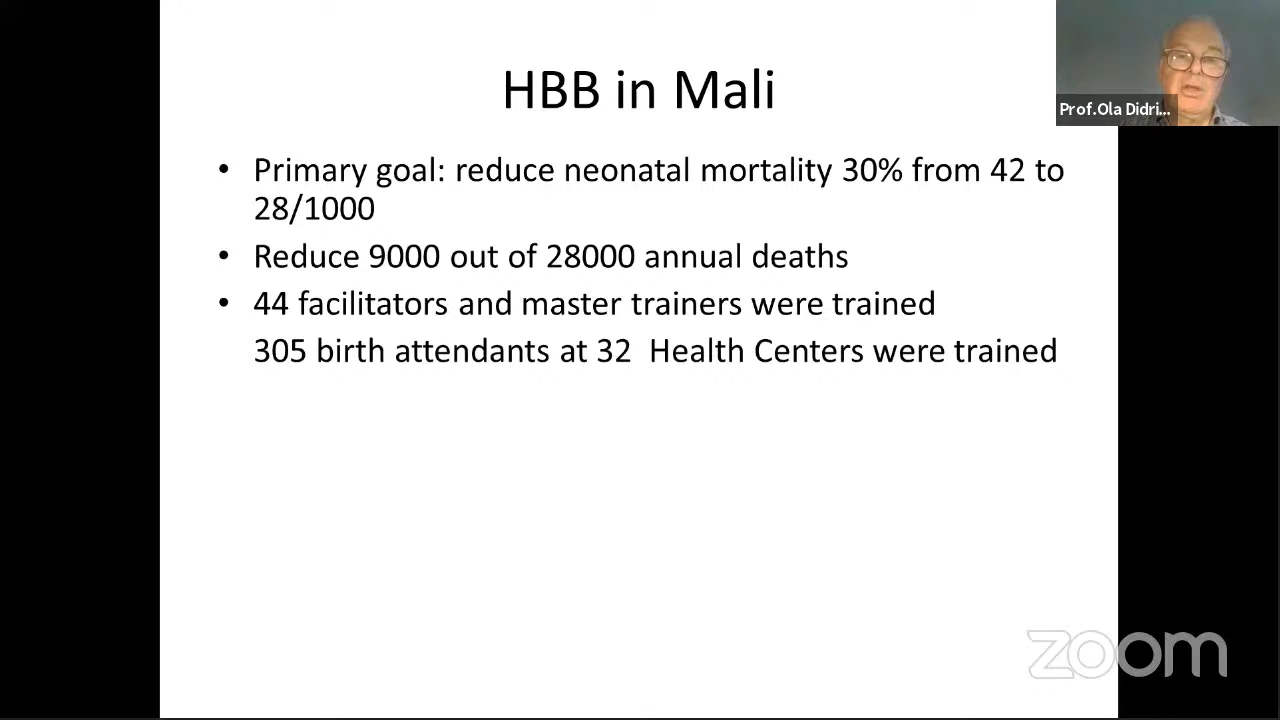 HBB in Mali
Prof.Ola Didri...
• Primary goal: reduce neonatal mortality 30% from 42 to
28/1000
• Reduce 9000 out of 28000 annual deaths
• 44 facilitators and master trainers were trained
305 birth attendants at 32  Health Centers were trained
zoom